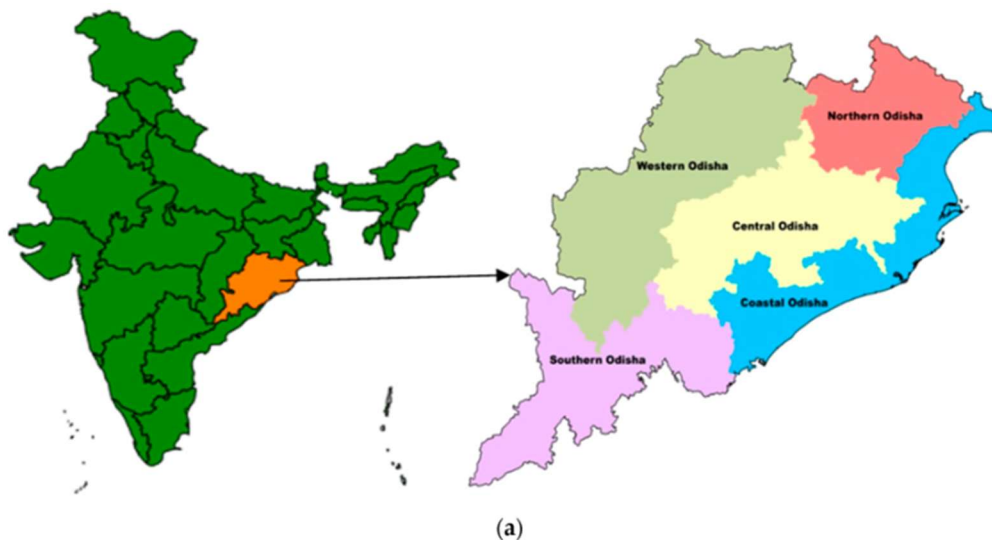 Northern Odisha
Western Odisha
Central Odisha
Coastal Odisha
Southern Odisha
(a)